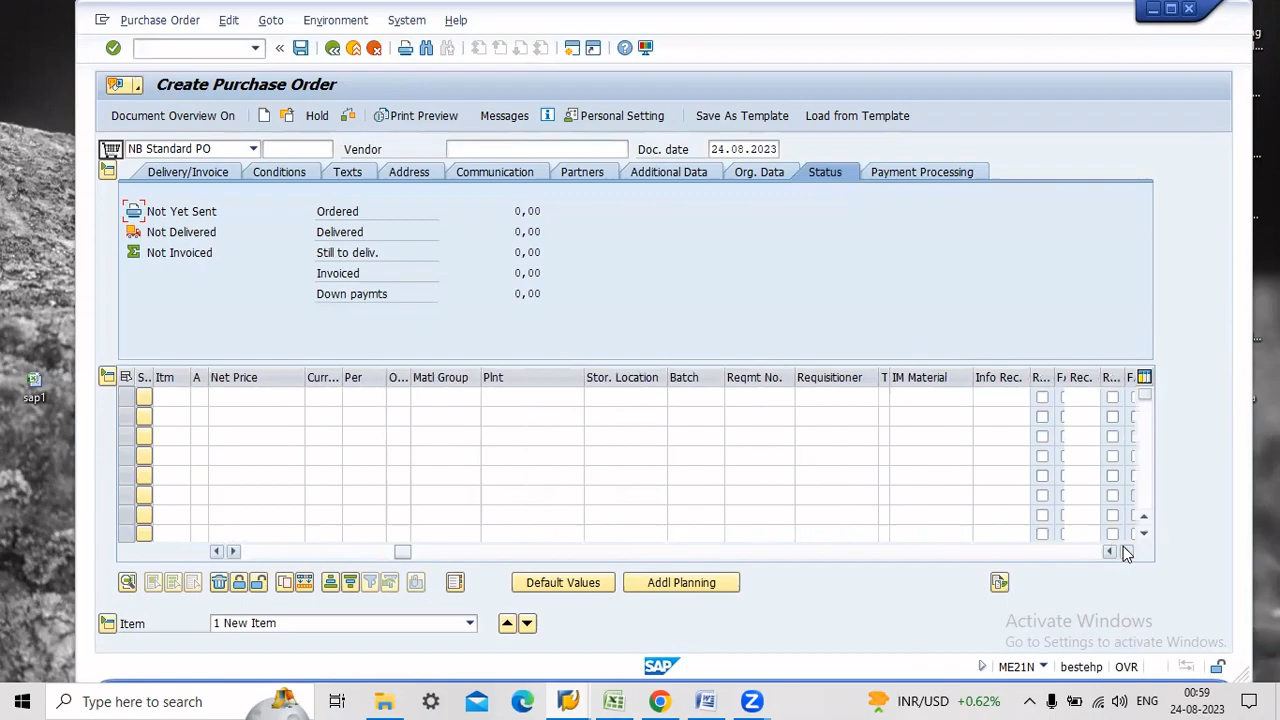 Purchase Order Edit Goto Environment System Help
Create Purchase Order
Document Overview On Hold Print Preview Messages Personal Setting Save As Template Load from Template
NB Standard PO Vendor Doc. date 24.08.2023
Delivery/Invoice Conditions Texts Address Communication Partners Additional Data Org. Data Status Payment Processing
Not Yet Sent Ordered 0,00
Not Delivered Delivered 0,00
Not Invoiced Still to deliv. 0,00
Invoiced 0,00
Down paymts 0,00
S.. Itm A Net Price Curr... Per O... Matl Group Plnt Stor. Location Batch Reqmt No. Requisitioner T IM Material Info Rec. R... F Rec. R... F
Default Values Addl Planning
Item 1 New Item
Activate Windows
Go to Settings to activate Windows.
SAP ME21N bestehp OVR
sap1
Type here to search INR/USD +0.62% ENG 00:59
24-08-2023